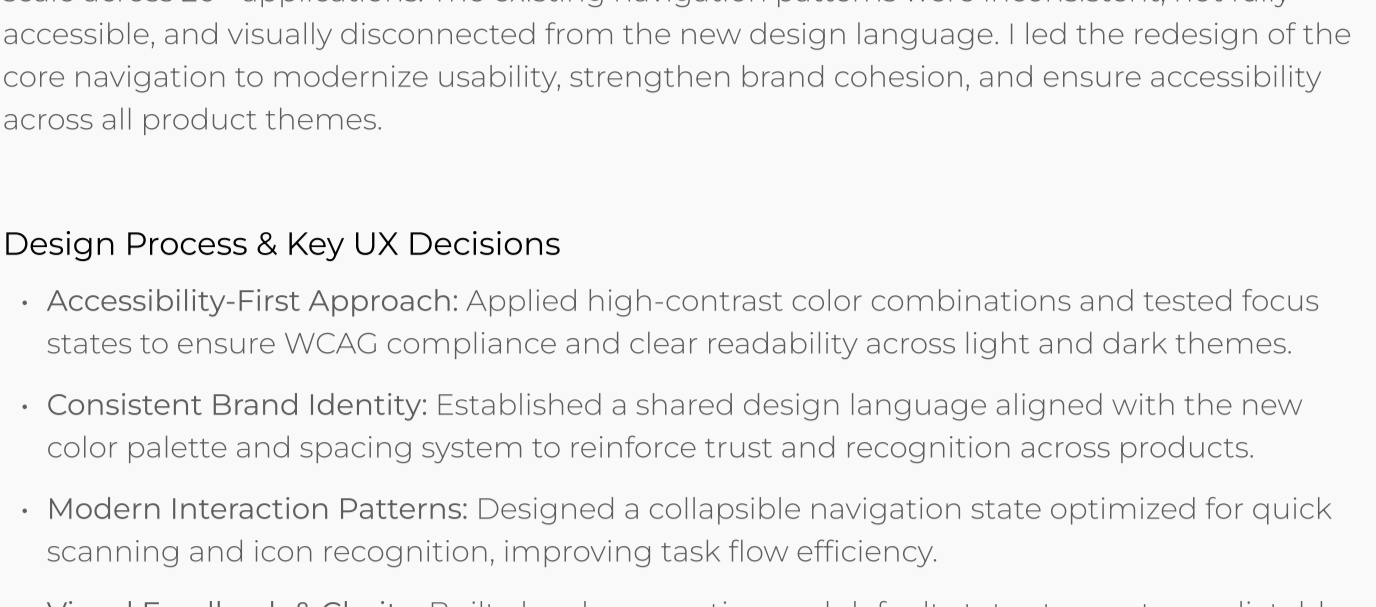 accessible, and visually disconnected from the new design language. I led the redesign of the
core navigation to modernize usability, strengthen brand cohesion, and ensure accessibility
across all product themes.
Design Process & Key UX Decisions
• Accessibility-First Approach: Applied high-contrast color combinations and tested focus
states to ensure WCAG compliance and clear readability across light and dark themes.
• Consistent Brand Identity: Established a shared design language aligned with the new
color palette and spacing system to reinforce trust and recognition across products.
• Modern Interaction Patterns: Designed a collapsible navigation state optimized for quick
scanning and icon recognition, improving task flow efficiency.